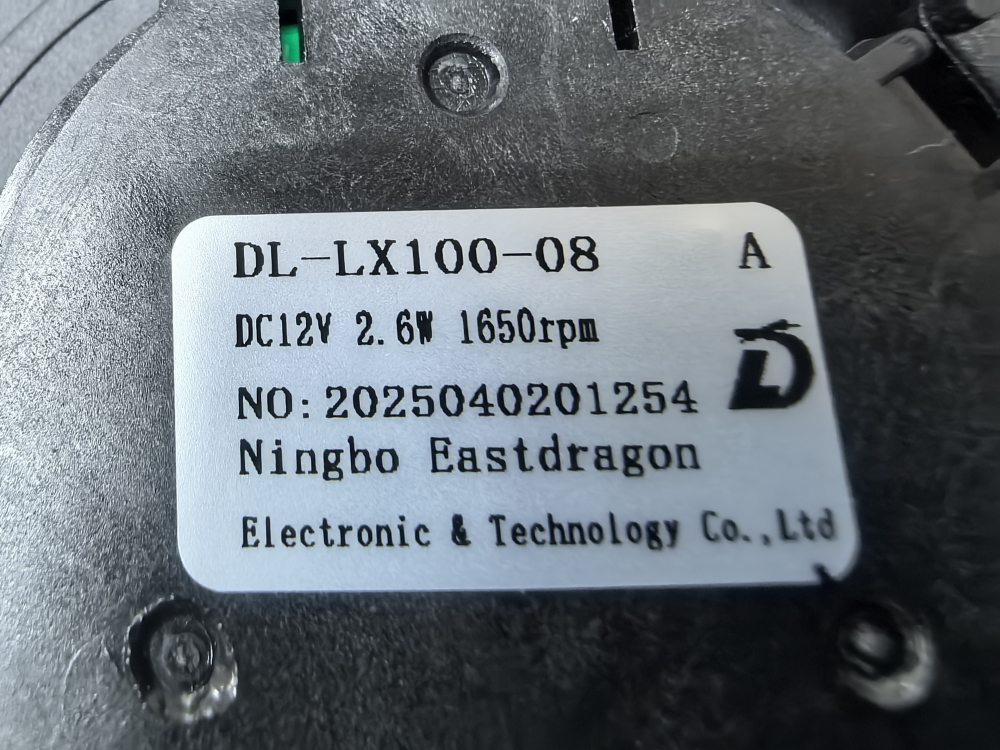 DL-LX100-08 A
DC12V 2.6W 1650rpm
NO:2025040201254
Ningbo Eastdragon
Electronic & Technology Co.,Ltd